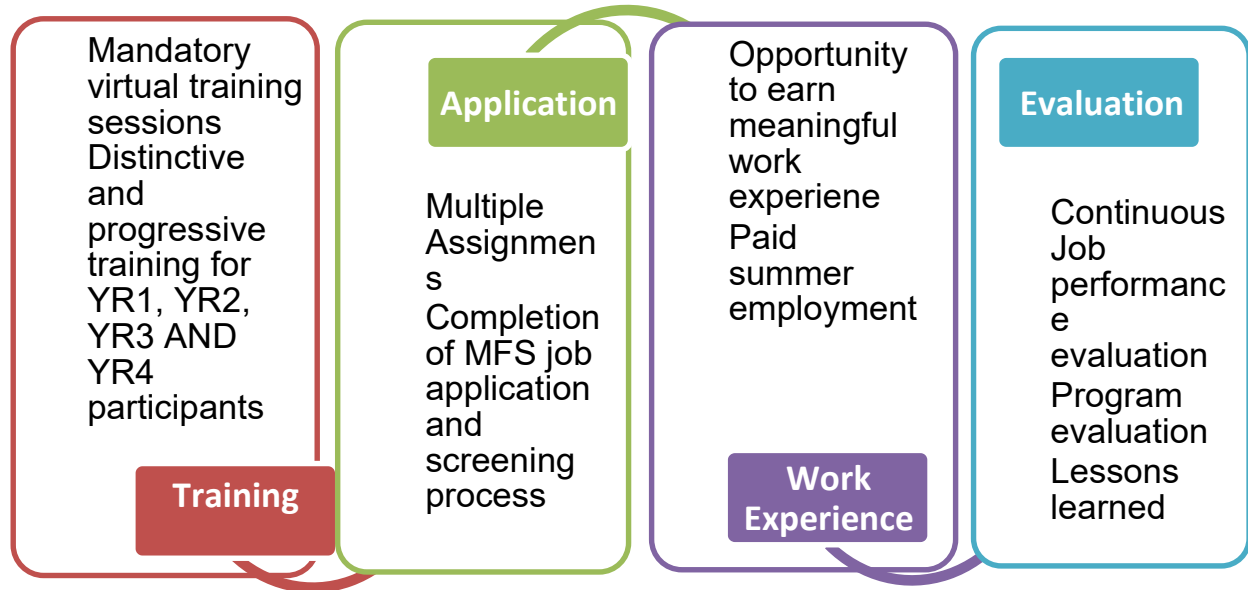 Mandatory
virtual training
sessions
Distinctive
and
progressive
training for
YR1, YR2,
YR3 AND
YR4
participants
Training
Application
Multiple
Assignmen
s
Completion
of MFS job
application
and
screening
process
Opportunity
to earn
meaningful
work
experiene
Paid
summer
employment
Work
Experience
Evaluation
Continuous
Job
performanc
e
evaluation
Program
evaluation
Lessons
learned